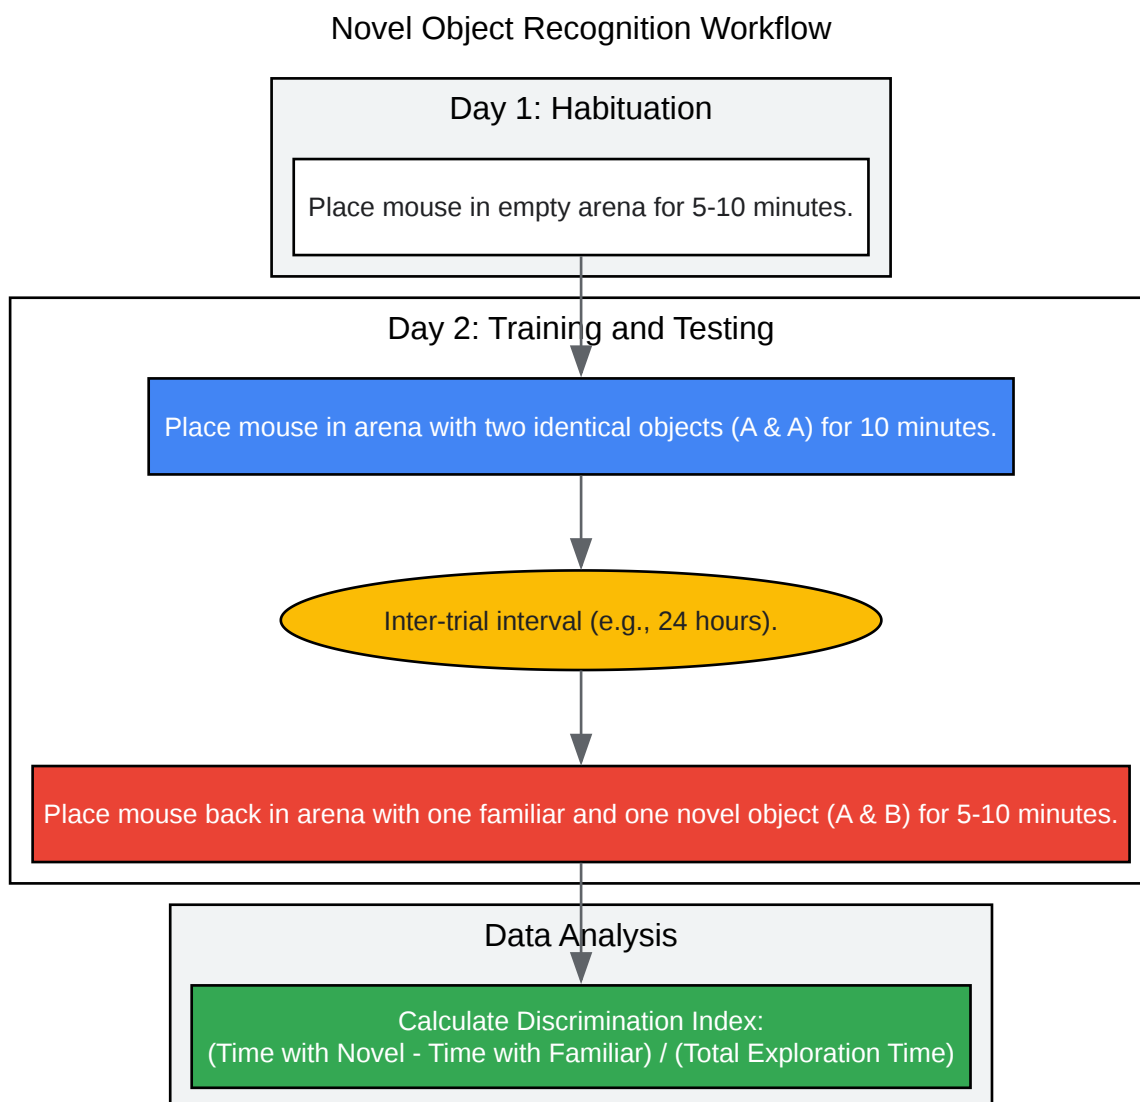 Novel Object Recognition Workflow
Day 1: Habituation
Place mouse in empty arena for 5-10 minutes.
Day 2: Training and Testing
Place mouse in arena with two identical objects (A & A) for 10 minutes.
Inter-trial interval (e.g., 24 hours).
Place mouse back in arena with one familiar and one novel object (A & B) for 5-10 minutes.
Data Analysis
Calculate Discrimination Index:
(Time with Novel - Time with Familiar) / (Total Exploration Time)